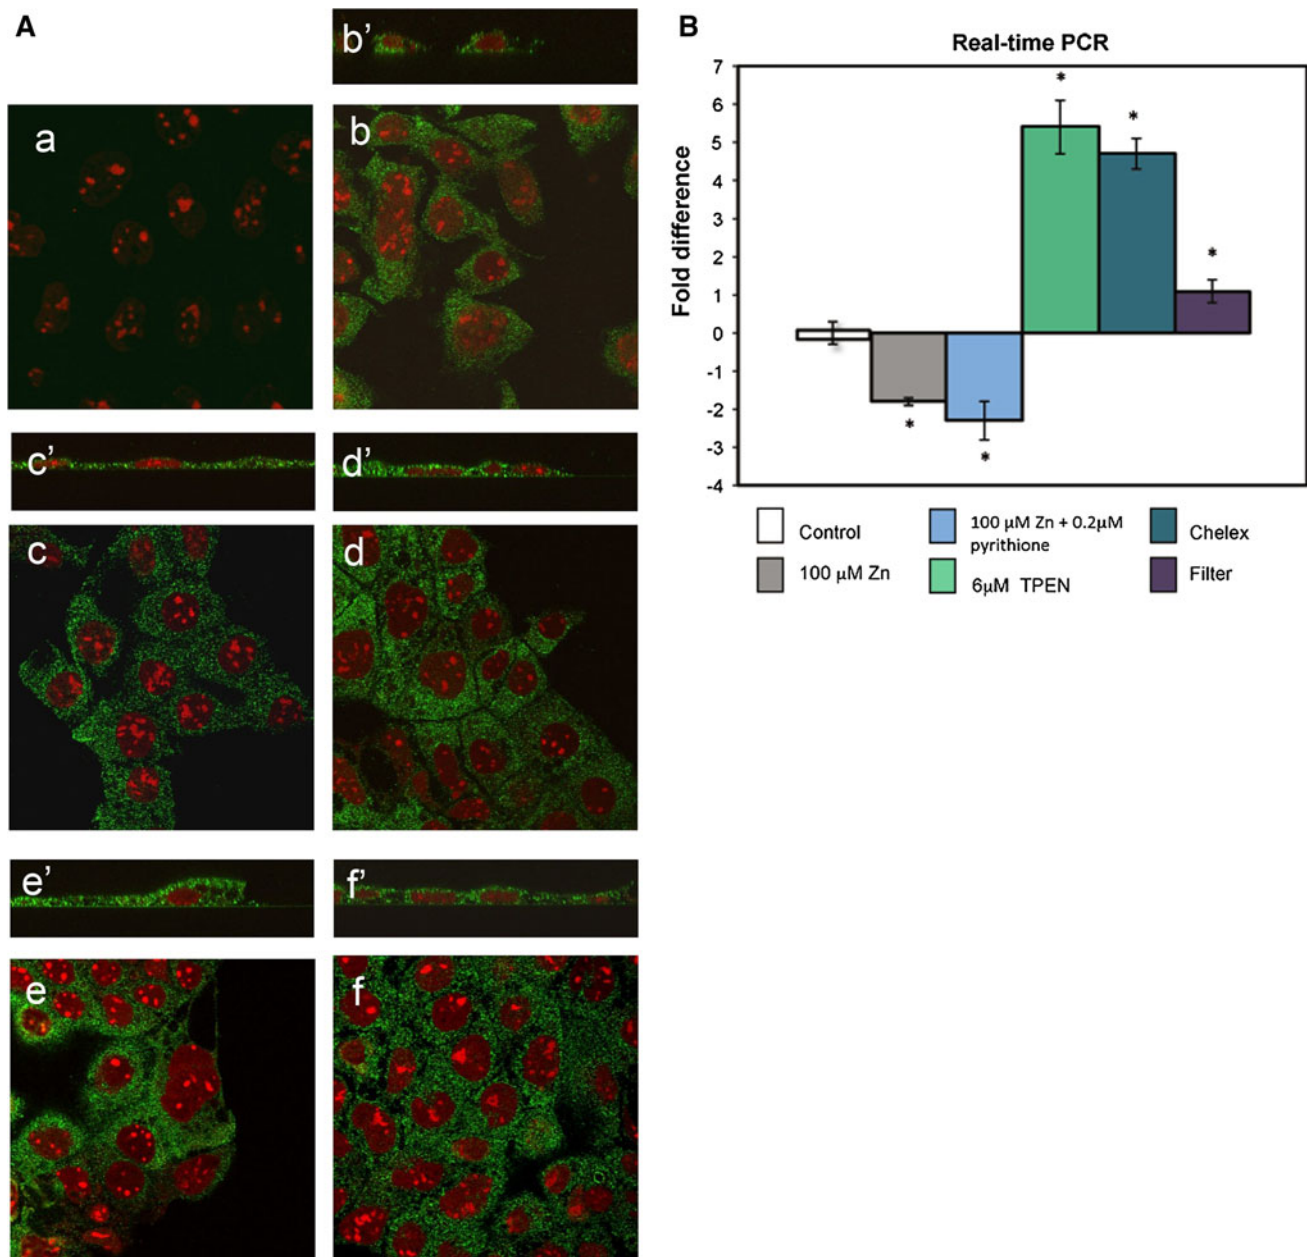 A
b’
a
b
c’
d’
c
d
e’
f’
e
f
B
Real-time PCR
Fold difference
7
6
5
4
3
2
1
0
-1
-2
-3
-4
*
*
*
*
*
Control
100 μM Zn
100 μM Zn + 0.2μM
pyrithione
6μM TPEN
Chelex
Filter